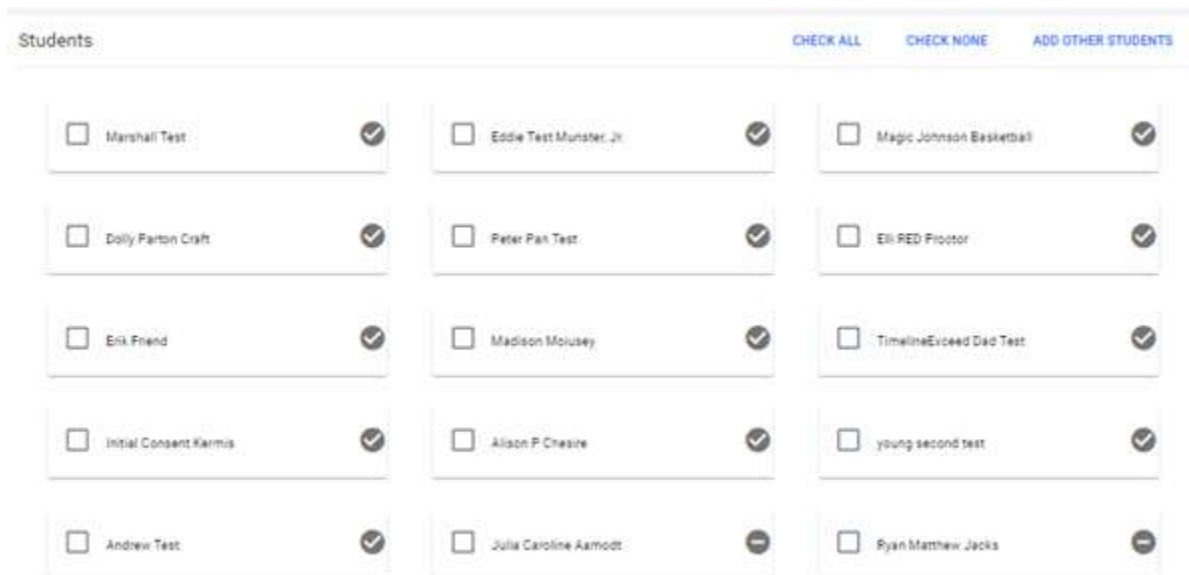 Students CHECK ALL CHECK NONE ADD OTHER STUDENTS
Marshall Test Eddie Test Munster, Jr. Magic Johnson Basketball
Dolly Parton Craft Peter Pan Test Elli RED Proctor
Erik Friend Madison Moiusey TimelineExceed Dad Test
Initial Consent Kermis Alison P Chesire young second test
Andrew Test Julia Caroline Aamodt Ryan Matthew Jacks